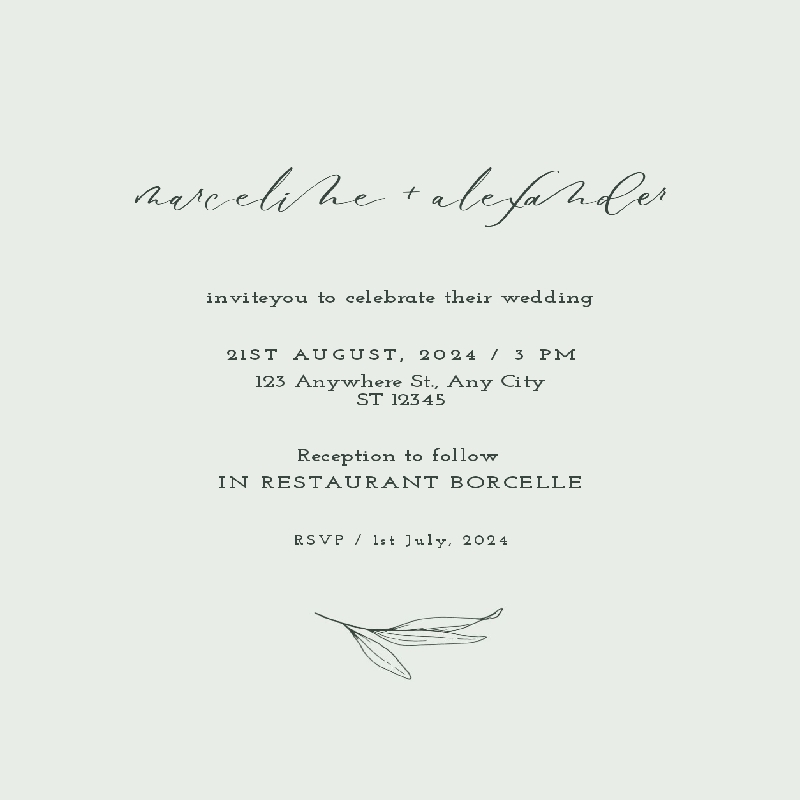 marceline + alexander
inviteyou to celebrate their wedding
21ST AUGUST, 2024 / 3 PM
123 Anywhere St., Any City
ST 12345
Reception to follow
IN RESTAURANT BORCELLE
RSVP / 1st July, 2024